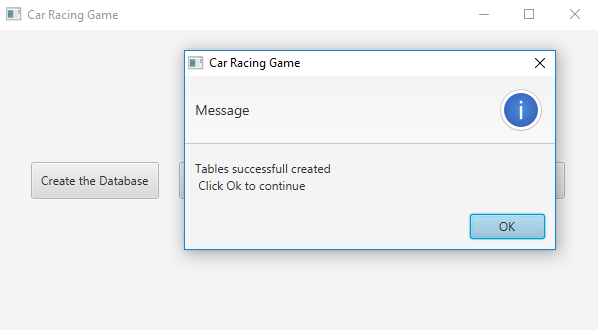 Car Racing Game
Car Racing Game
Message
Tables successfull created
Click Ok to continue
Create the Database
OK